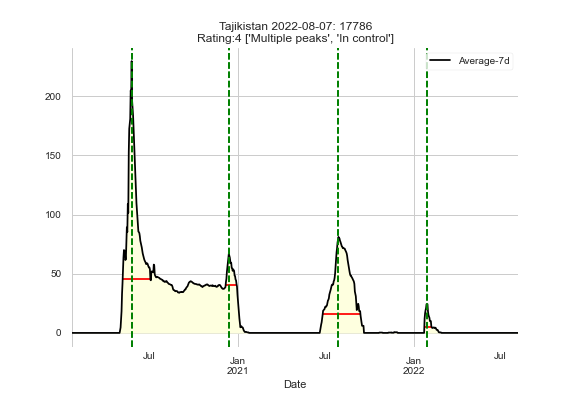 Tajikistan 2022-08-07: 17786
Rating:4 ['Multiple peaks', 'In control']
Average-7d
200
150
100
50
0
Jul
Jan
2021
Jul
Jan
2022
Jul
Date